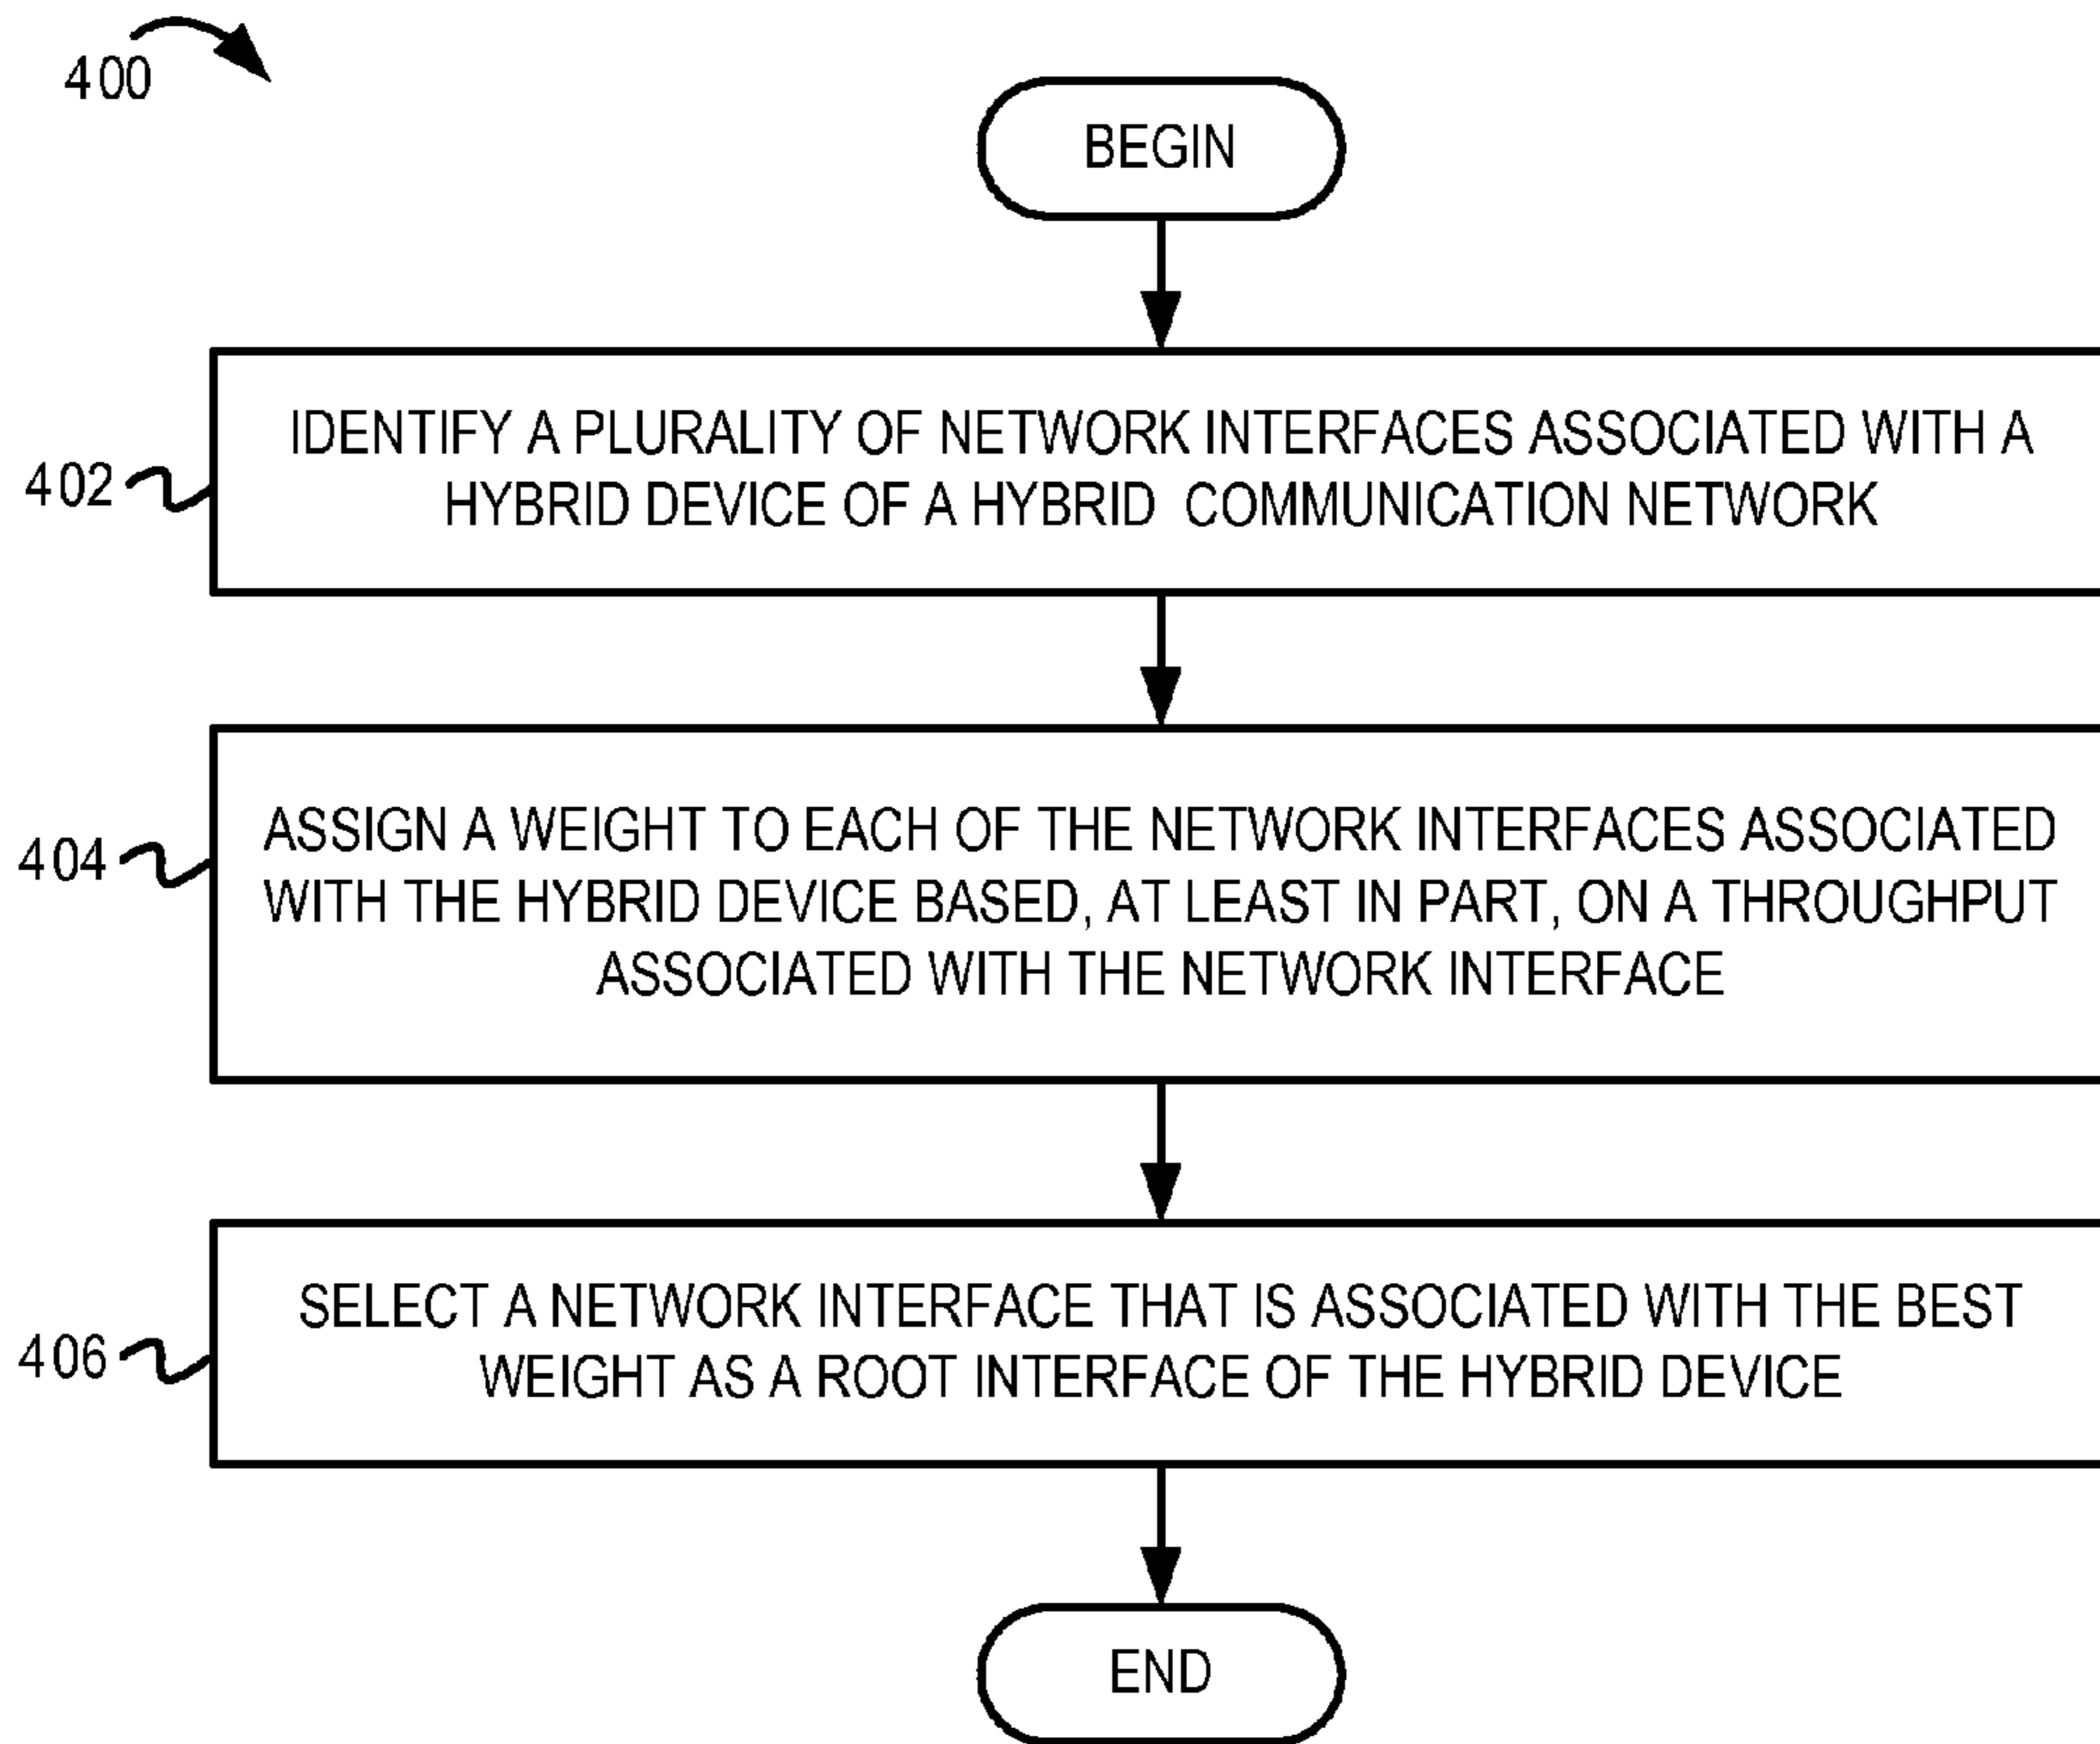 400
BEGIN
IDENTIFY A PLURALITY OF NETWORK INTERFACES ASSOCIATED WITH A
402
HYBRID DEVICE OF A HYBRID COMMUNICATION NETWORK
ASSIGN A WEIGHT TO EACH OF THE NETWORK INTERFACES ASSOCIATED
404
WITH THE HYBRID DEVICE BASED, AT LEAST IN PART, ON A THROUGHPUT
ASSOCIATED WITH THE NETWORK INTERFACE
SELECT A NETWORK INTERFACE THAT IS ASSOCIATED WITH THE BEST
406
WEIGHT AS A ROOT INTERFACE OF THE HYBRID DEVICE
END